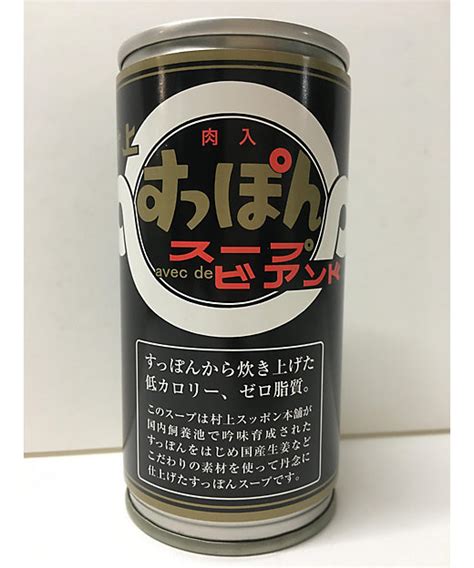 上
肉入
すっぽん
スープ
avec de
ビアンド
すっぽんから炊き上げた
低カロリー、ゼロ脂質。
このスープは村上スッポン本舗が
国内飼養池で吟味育成された
すっぽんをはじめ国産生姜など
こだわりの素材を使って丹念に
仕上げたすっぽんスープです。